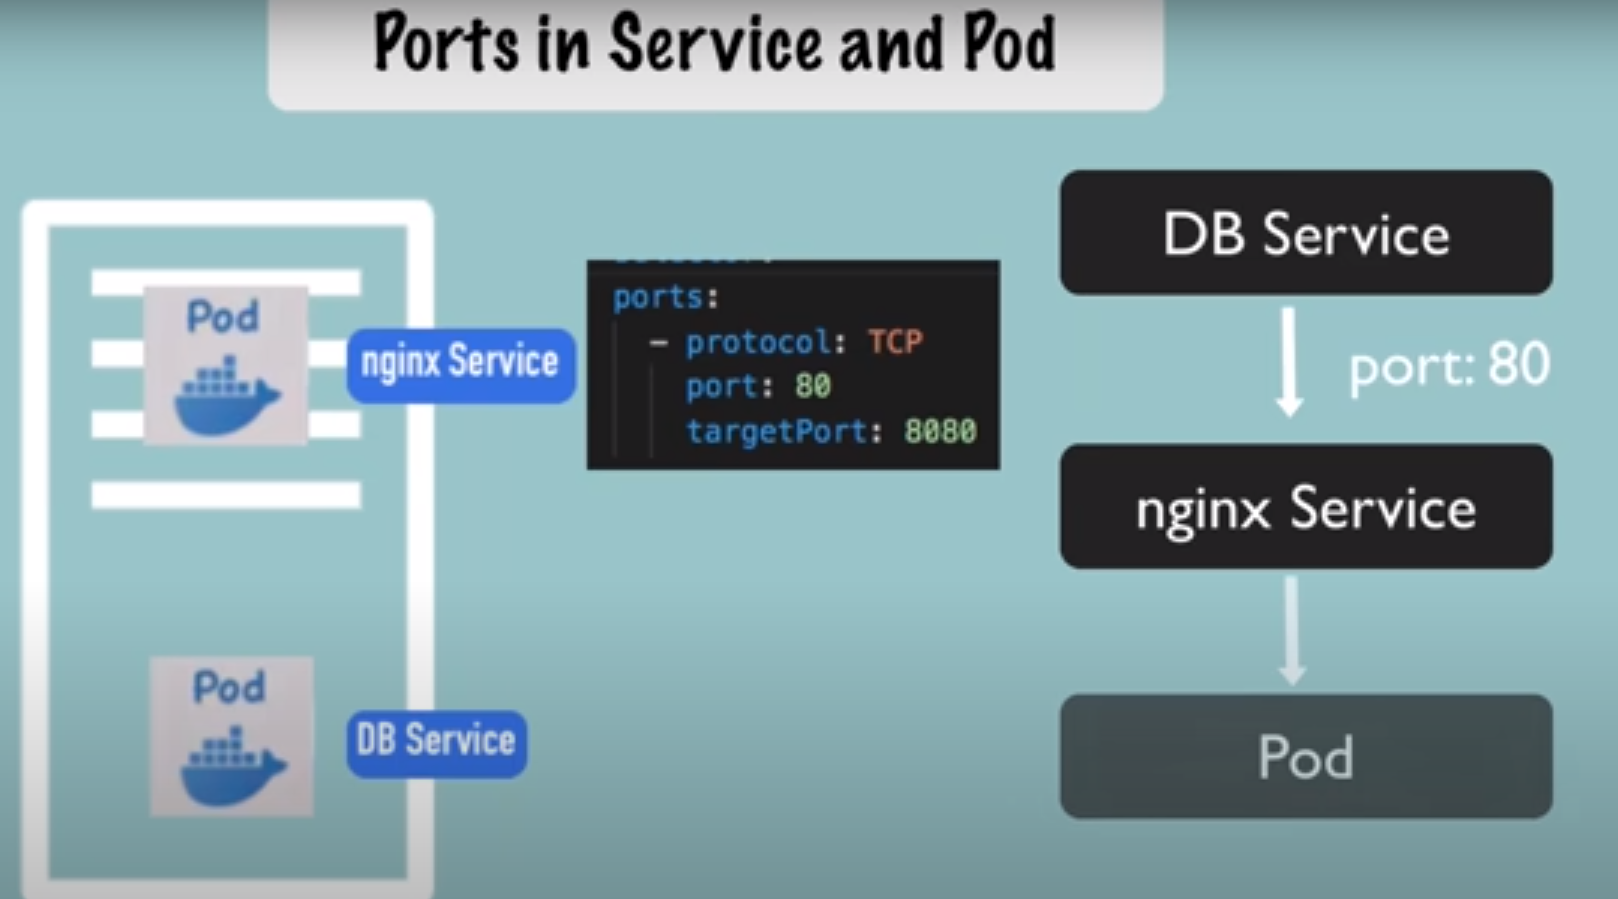 Ports in Service and Pod
Pod
nginx Service
ports:
- protocol: TCP
port: 80
targetPort: 8080
Pod
DB Service
DB Service
port: 80
nginx Service
Pod